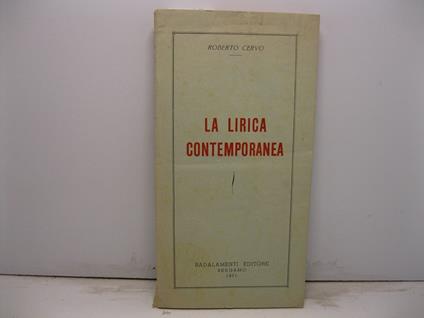 ROBERTO CERVO
LA LIRICA
CONTEMPORANEA
BADALAMENTI EDITORE
BERGAMO